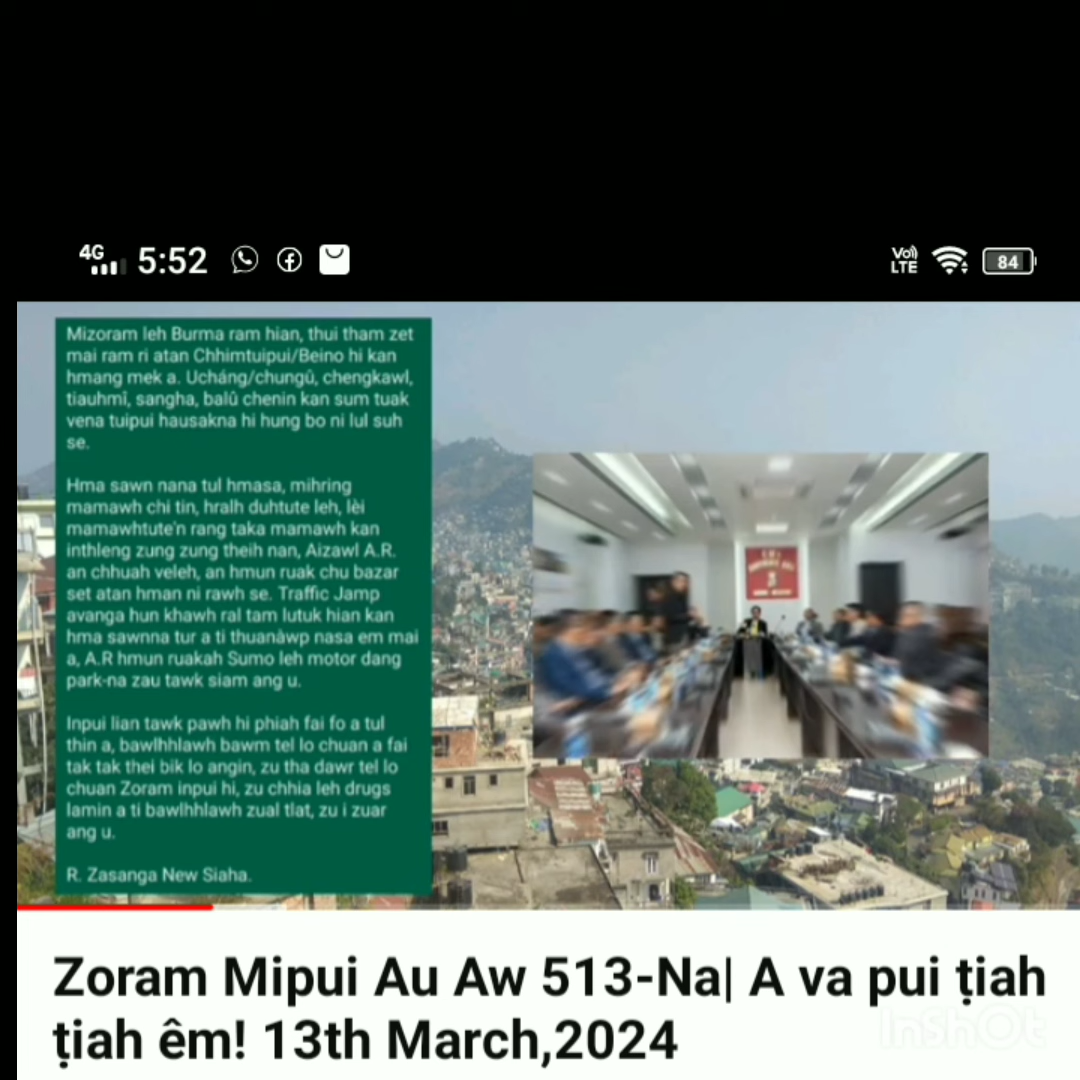 4G 5:52 Vo) LTE 84
Mizoram leh Burma ram hian, thui tham zet
mai ram ri atan Chhimtuipui/Beino hi kan
hmang mek a. Ucháng/chungû, chengkawl,
tiauhmî, sangha, balû chenin kan sum tuak
vena tuipui hausakna hi hung bo ni lul suh
se.
Hma sawn nana tul hmasa, mihring
mamawh chi tin, hralh duhtute leh, lèi
mamawhtute'n rang taka mamawh kan
inthleng zung zung theih nan, Aizawl A.R.
an chhuah veleh, an hmun ruak chu bazar
set atan hman ni rawh se. Traffic Jamp
avanga hun khawh ral tam lutuk hian kan
hma sawnna tur a ti thuanàwp nasa em mai
a, A.R hmun ruakah Sumo leh motor dang
park-na zau tawk siam ang u.
Inpui lian tawk pawh hi phiah fai fo a tul
thin a, bawlhhlawh bawm tel lo chuan a fai
tak tak thei bik lo angin, zu tha dawr tel lo
chuan Zoram inpui hi, zu chhia leh drugs
lamin a ti bawlhhlawh zual tlat, zu i zuar
ang u.
R. Zasanga New Siaha.
Zoram Mipui Au Aw 513-Na| A va pui ṭiah
ṭiah êm! 13th March,2024
InShOt